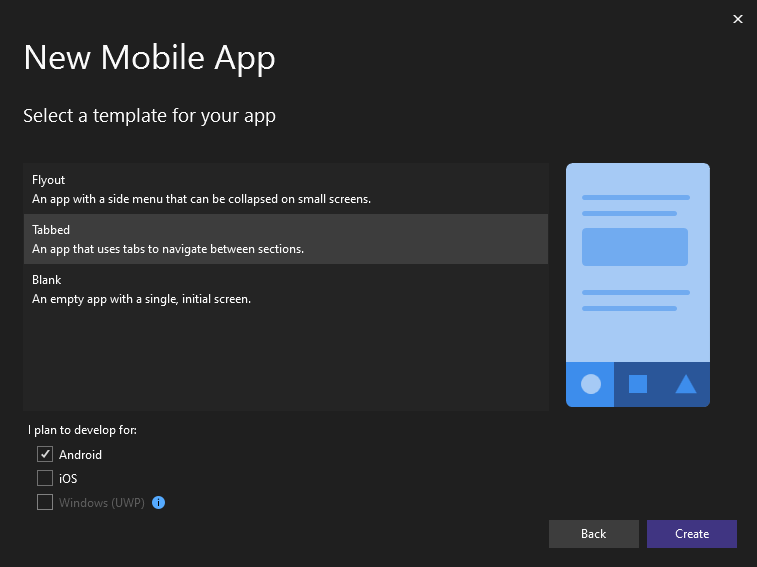 New Mobile App
Select a template for your app
Flyout
An app with a side menu that can be collapsed on small screens.
Tabbed
An app that uses tabs to navigate between sections.
Blank
An empty app with a single, initial screen.
I plan to develop for:
Android
iOS
Windows (UWP)
Back
Create